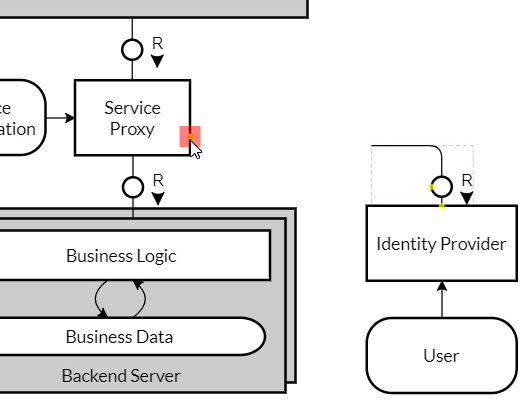 R
ce
ation
Service
Proxy
R
R
Business Logic
Identity Provider
Business Data
User
Backend Server